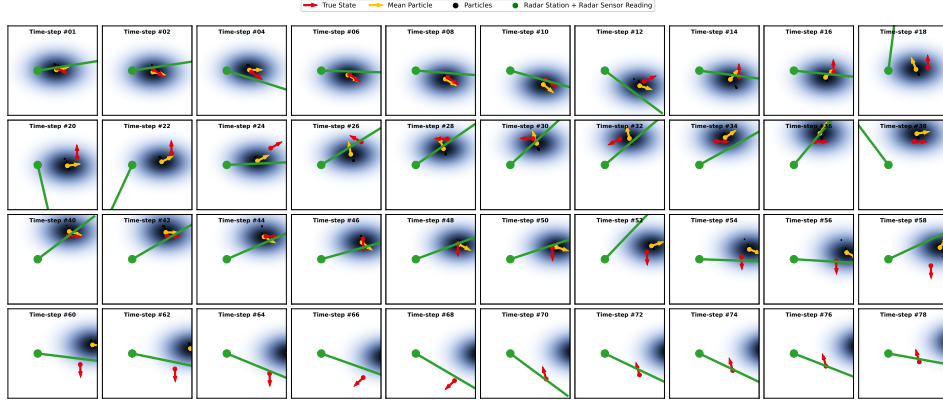 True State Mean Particle Particles Radar Station + Radar Sensor Reading
Time-step #01 Time-step #02 Time-step #04 Time-step #06 Time-step #08 Time-step #10 Time-step #12 Time-step #14 Time-step #16 Time-step #18
Time-step #20 Time-step #22 Time-step #24 Time-step #26 Time-step #28 Time-step #30 Time-step #32 Time-step #34 Time-step #36 Time-step #38
Time-step #40 Time-step #42 Time-step #44 Time-step #46 Time-step #48 Time-step #50 Time-step #52 Time-step #54 Time-step #56 Time-step #58
Time-step #60 Time-step #62 Time-step #64 Time-step #66 Time-step #68 Time-step #70 Time-step #72 Time-step #74 Time-step #76 Time-step #78